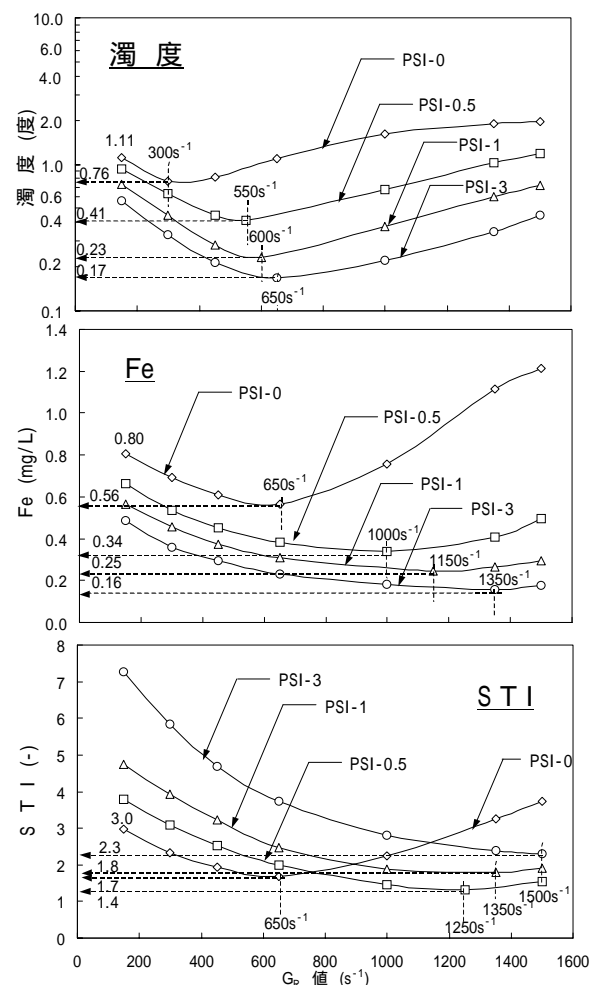 濁 度
濁 度 (度)
10.0
6.0
4.0
2.0
1.0
0.6
0.4
0.2
0.1
1.11
0.76
0.41
0.23
0.17
300s-1
550s-1
600s-1
650s-1
PSI-0
PSI-0.5
PSI-1
PSI-3
Fe
Fe (mg/L)
1.4
1.2
1.0
0.8
0.6
0.4
0.2
0.0
0.80
0.56
0.34
0.25
0.16
650s-1
1000s-1
1150s-1
1350s-1
PSI-0
PSI-0.5
PSI-1
PSI-3
S T I
S T I (-)
8
7
6
5
4
3
2
1
0
3.0
2.3
1.8
1.7
1.4
650s-1
1250s-1
1350s-1
1500s-1
PSI-3
PSI-1
PSI-0.5
PSI-0
0 200 400 600 800 1000 1200 1400 1600
GR 値 (s-1)